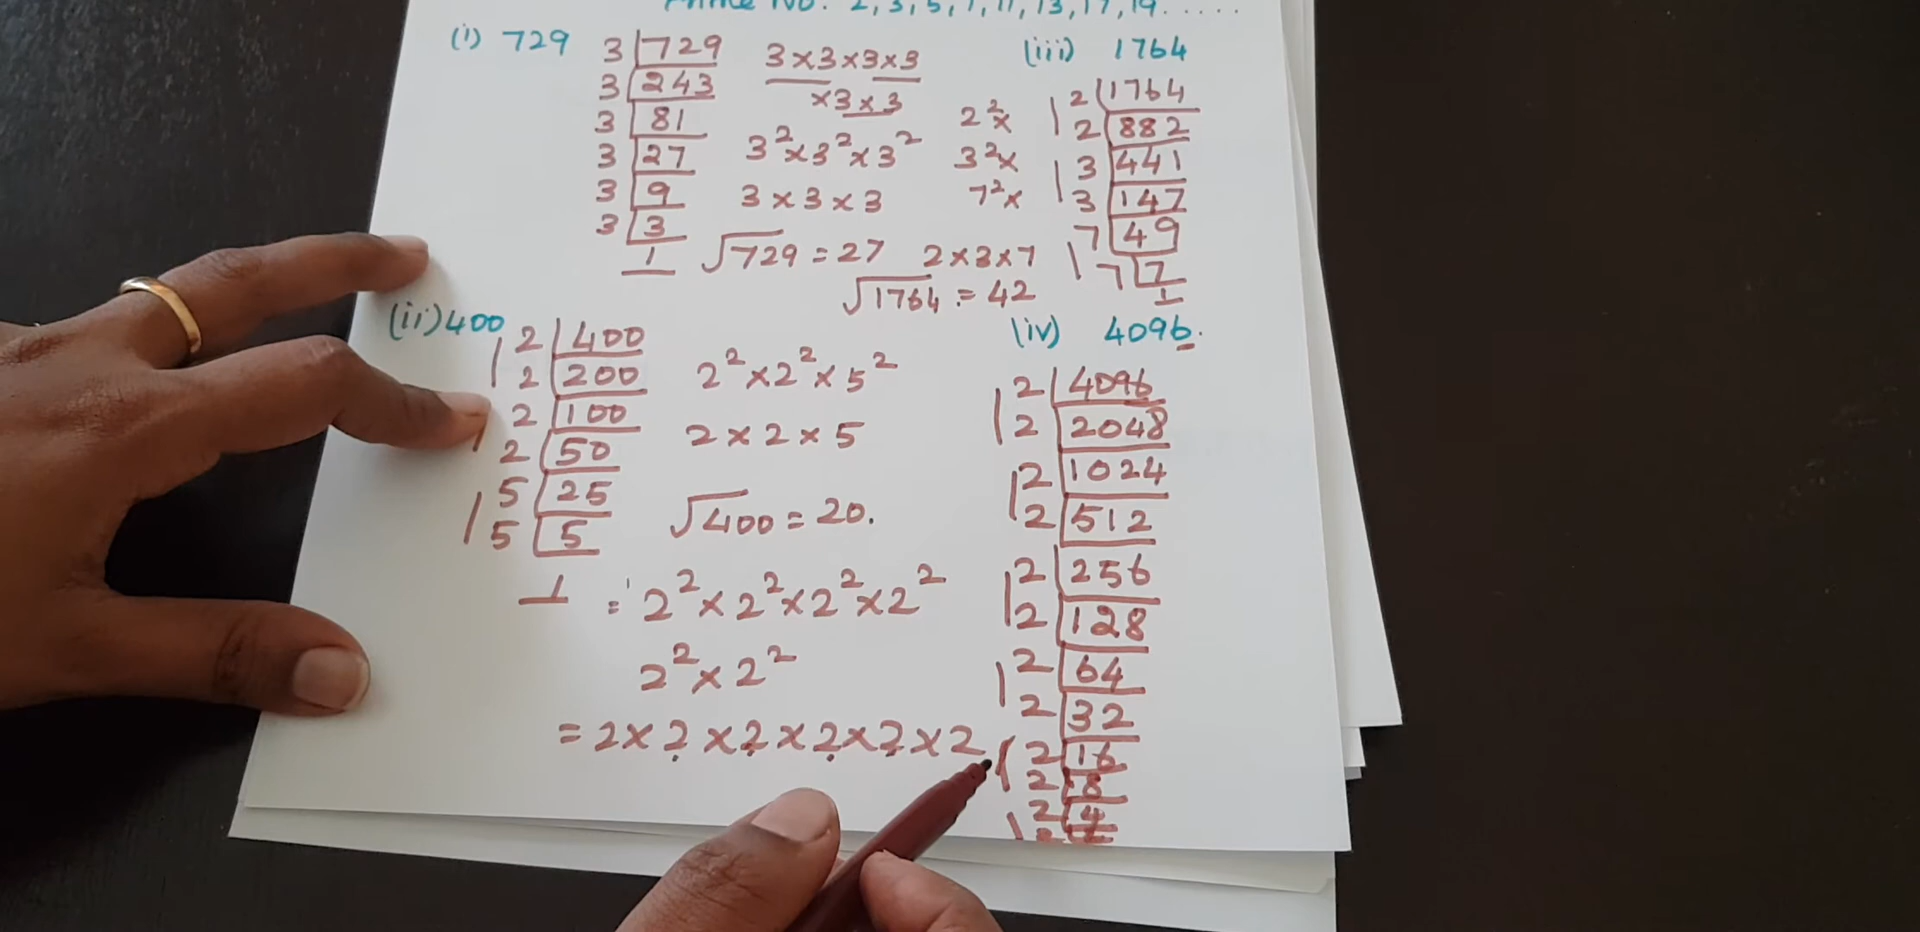 Prime No. 2, 3, 5, 7, 11, 13, 17, 19.....
(i) 729
3 | 729
3 | 243
3 | 81
3 | 27
3 | 9
3 | 3
1
3 × 3 × 3 × 3
× 3 × 3
3² × 3² × 3²
3 × 3 × 3
√729 = 27
(iii) 1764
2 | 1764
2 | 882
3 | 441
3 | 147
7 | 49
7 | 7
1
2² ×
3² ×
7² ×
2 × 3 × 7
√1764 = 42
(ii) 400
2 | 400
2 | 200
2 | 100
2 | 50
5 | 25
5 | 5
1
2² × 2² × 5²
2 × 2 × 5
√400 = 20.
(iv) 4096.
2 | 4096
2 | 2048
2 | 1024
2 | 512
2 | 256
2 | 128
2 | 64
2 | 32
2 | 16
2 | 8
2 | 4
= 2² × 2² × 2² × 2²
2² × 2²
= 2 × 2 × 2 × 2 × 2 × 2